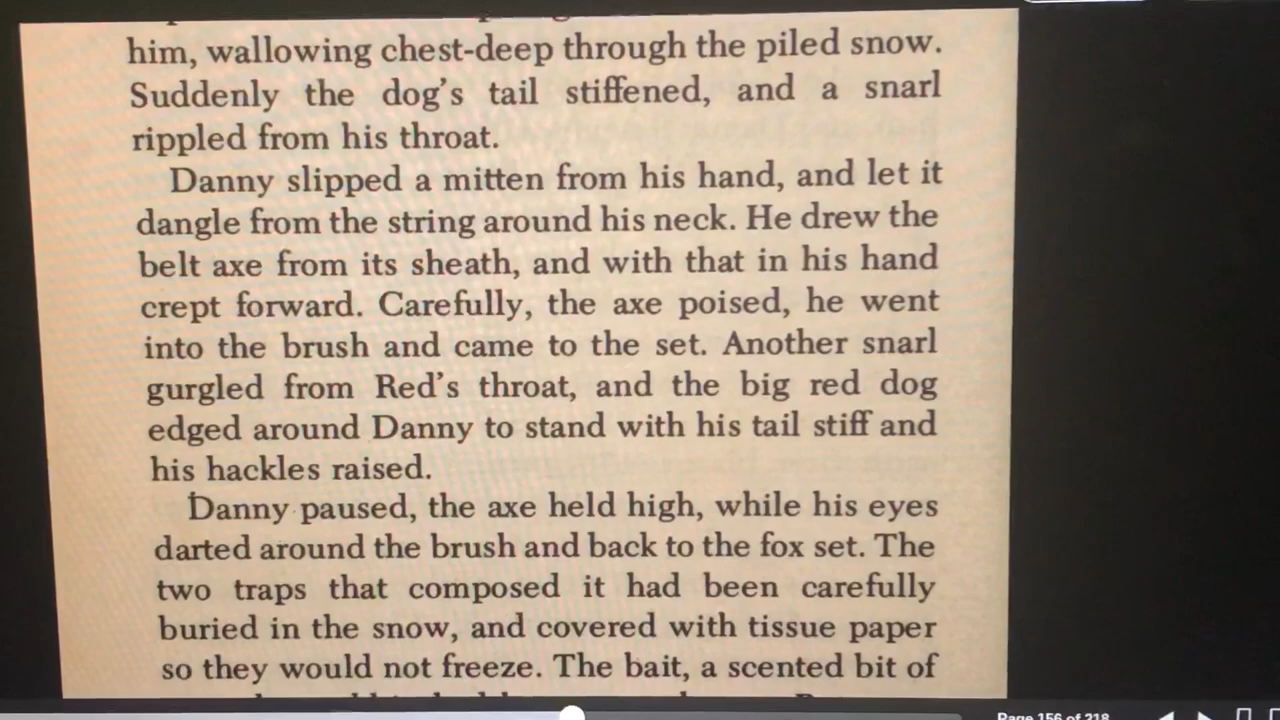 him, wallowing chest-deep through the piled snow.
Suddenly the dog's tail stiffened, and a snarl
rippled from his throat.
Danny slipped a mitten from his hand, and let it
dangle from the string around his neck. He drew the
belt axe from its sheath, and with that in his hand
crept forward. Carefully, the axe poised, he went
into the brush and came to the set. Another snarl
gurgled from Red's throat, and the big red dog
edged around Danny to stand with his tail stiff and
his hackles raised.
Danny paused, the axe held high, while his eyes
darted around the brush and back to the fox set. The
two traps that composed it had been carefully
buried in the snow, and covered with tissue paper
so they would not freeze. The bait, a scented bit of
Page 156 of 218